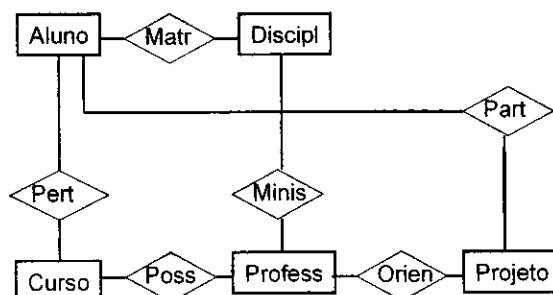 Aluno Matr Discipl
Part
Pert Minis
Curso Poss Profess Orien Projeto